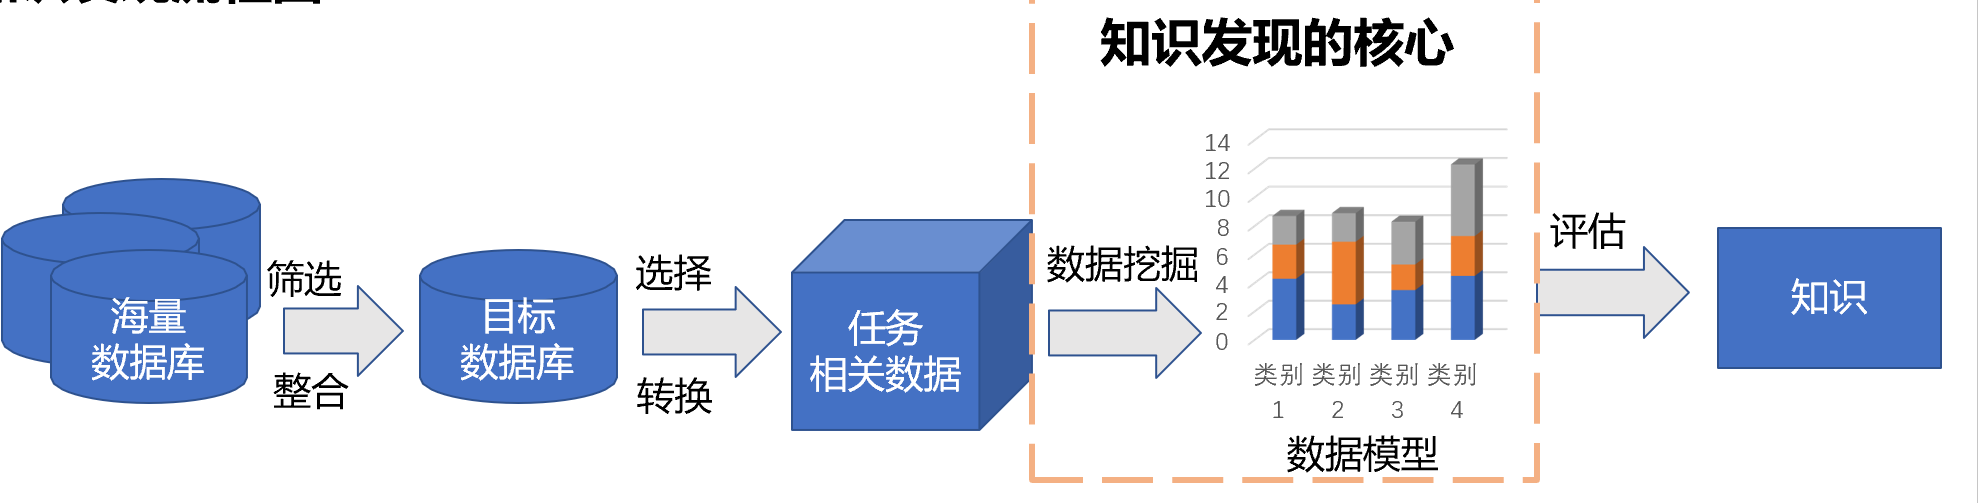 知识发现的核心
筛选
整合
海量
数据库
目标
数据库
选择
转换
任务
相关数据
数据挖掘
14
12
10
8
6
4
2
0
类别 类别 类别 类别
1 2 3 4
数据模型
评估
知识